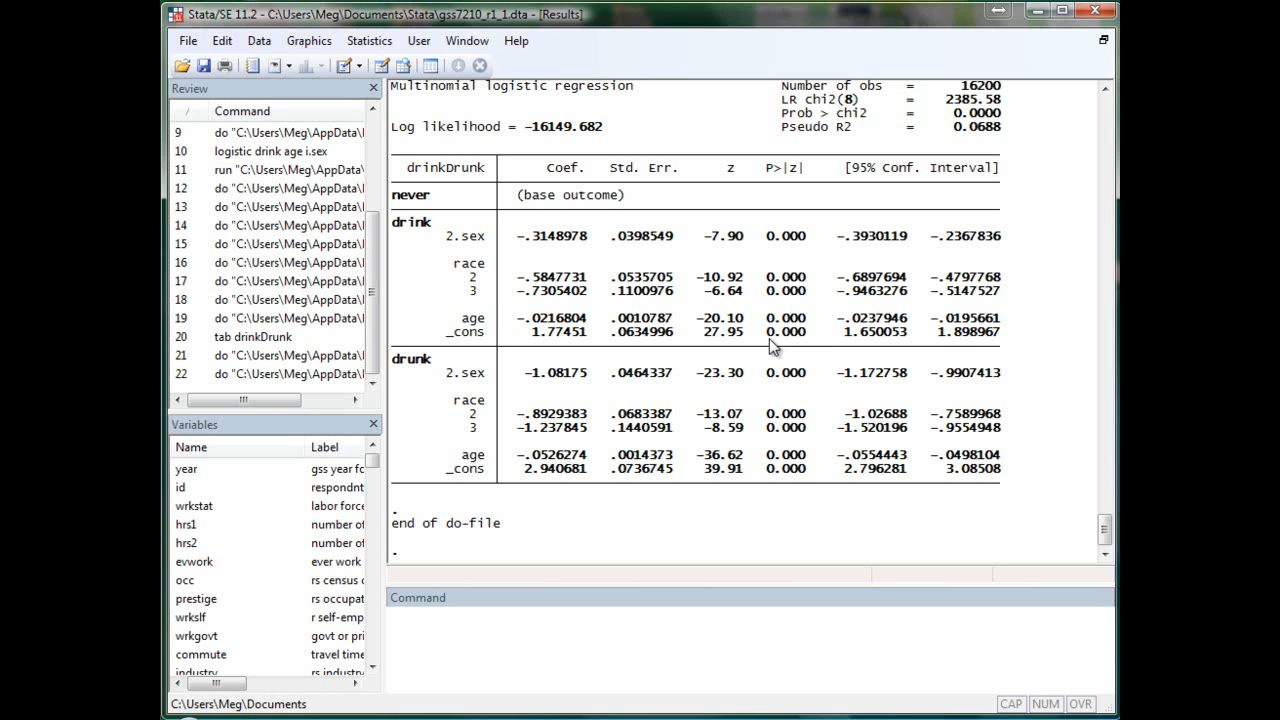 Stata/SE 11.2 - C:\Users\Meg\Documents\Stata\gss7210_r1_1.dta - [Results]
File Edit Data Graphics Statistics User Window Help
Review
Command
9 do "C:\Users\Meg\AppData\
10 logistic drink age i.sex
11 run "C:\Users\Meg\AppData\
12 do "C:\Users\Meg\AppData\
13 do "C:\Users\Meg\AppData\
14 do "C:\Users\Meg\AppData\
15 do "C:\Users\Meg\AppData\
16 do "C:\Users\Meg\AppData\
17 do "C:\Users\Meg\AppData\
18 do "C:\Users\Meg\AppData\
19 do "C:\Users\Meg\AppData\
20 tab drinkDrunk
21 do "C:\Users\Meg\AppData\
22 do "C:\Users\Meg\AppData\
Variables
Name Label
year gss year fo
id respondnt
wrkstat labor force
hrs1 number of
hrs2 number of
evwork ever work
occ rs census o
prestige rs occupat
wrkslf r self-emp
wrkgovt govt or pri
commute travel time
industry rs industry
Multinomial logistic regression Number of obs = 16200
LR chi2(8) = 2385.58
Prob > chi2 = 0.0000
Log likelihood = -16149.682 Pseudo R2 = 0.0688
drinkDrunk Coef. Std. Err. z P>|z| [95% Conf. Interval]
never (base outcome)
drink
2.sex -.3148978 .0398549 -7.90 0.000 -.3930119 -.2367836
race
2 -.5847731 .0535705 -10.92 0.000 -.6897694 -.4797768
3 -.7305402 .1100976 -6.64 0.000 -.9463276 -.5147527
age -.0216804 .0010787 -20.10 0.000 -.0237946 -.0195661
_cons 1.77451 .0634996 27.95 0.000 1.650053 1.898967
drunk
2.sex -1.08175 .0464337 -23.30 0.000 -1.172758 -.9907413
race
2 -.8929383 .0683387 -13.07 0.000 -1.02688 -.7589968
3 -1.237845 .1440591 -8.59 0.000 -1.520196 -.9554948
age -.0526274 .0014373 -36.62 0.000 -.0554443 -.0498104
_cons 2.940681 .0736745 39.91 0.000 2.796281 3.08508
.
end of do-file
.
Command
C:\Users\Meg\Documents CAP NUM OVR